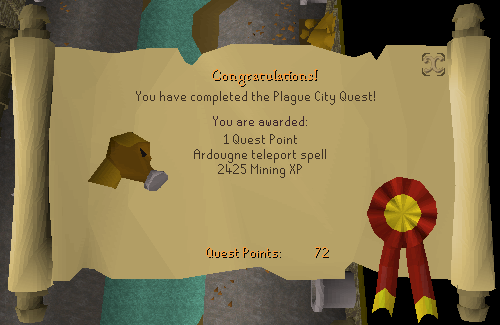 Congratulations!
You have completed the Plague City Quest!
You are awarded:
1 Quest Point
Ardougne teleport spell
2425 Mining XP
Quest Points: 72